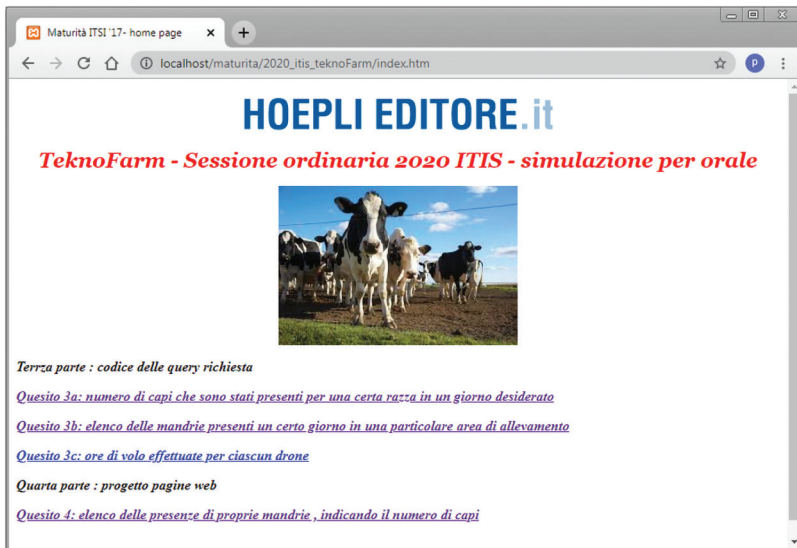 Maturità ITSI '17- home page
localhost/maturita/2020_itis_teknoFarm/index.htm
P
HOEPLI EDITORE.it
TeknoFarm - Sessione ordinaria 2020 ITIS - simulazione per orale
Terrza parte : codice delle query richiesta
Quesito 3a: numero di capi che sono stati presenti per una certa razza in un giorno desiderato
Quesito 3b: elenco delle mandrie presenti un certo giorno in una particolare area di allevamento
Quesito 3c: ore di volo effettuate per ciascun drone
Quarta parte : progetto pagine web
Quesito 4: elenco delle presenze di proprie mandrie , indicando il numero di capi